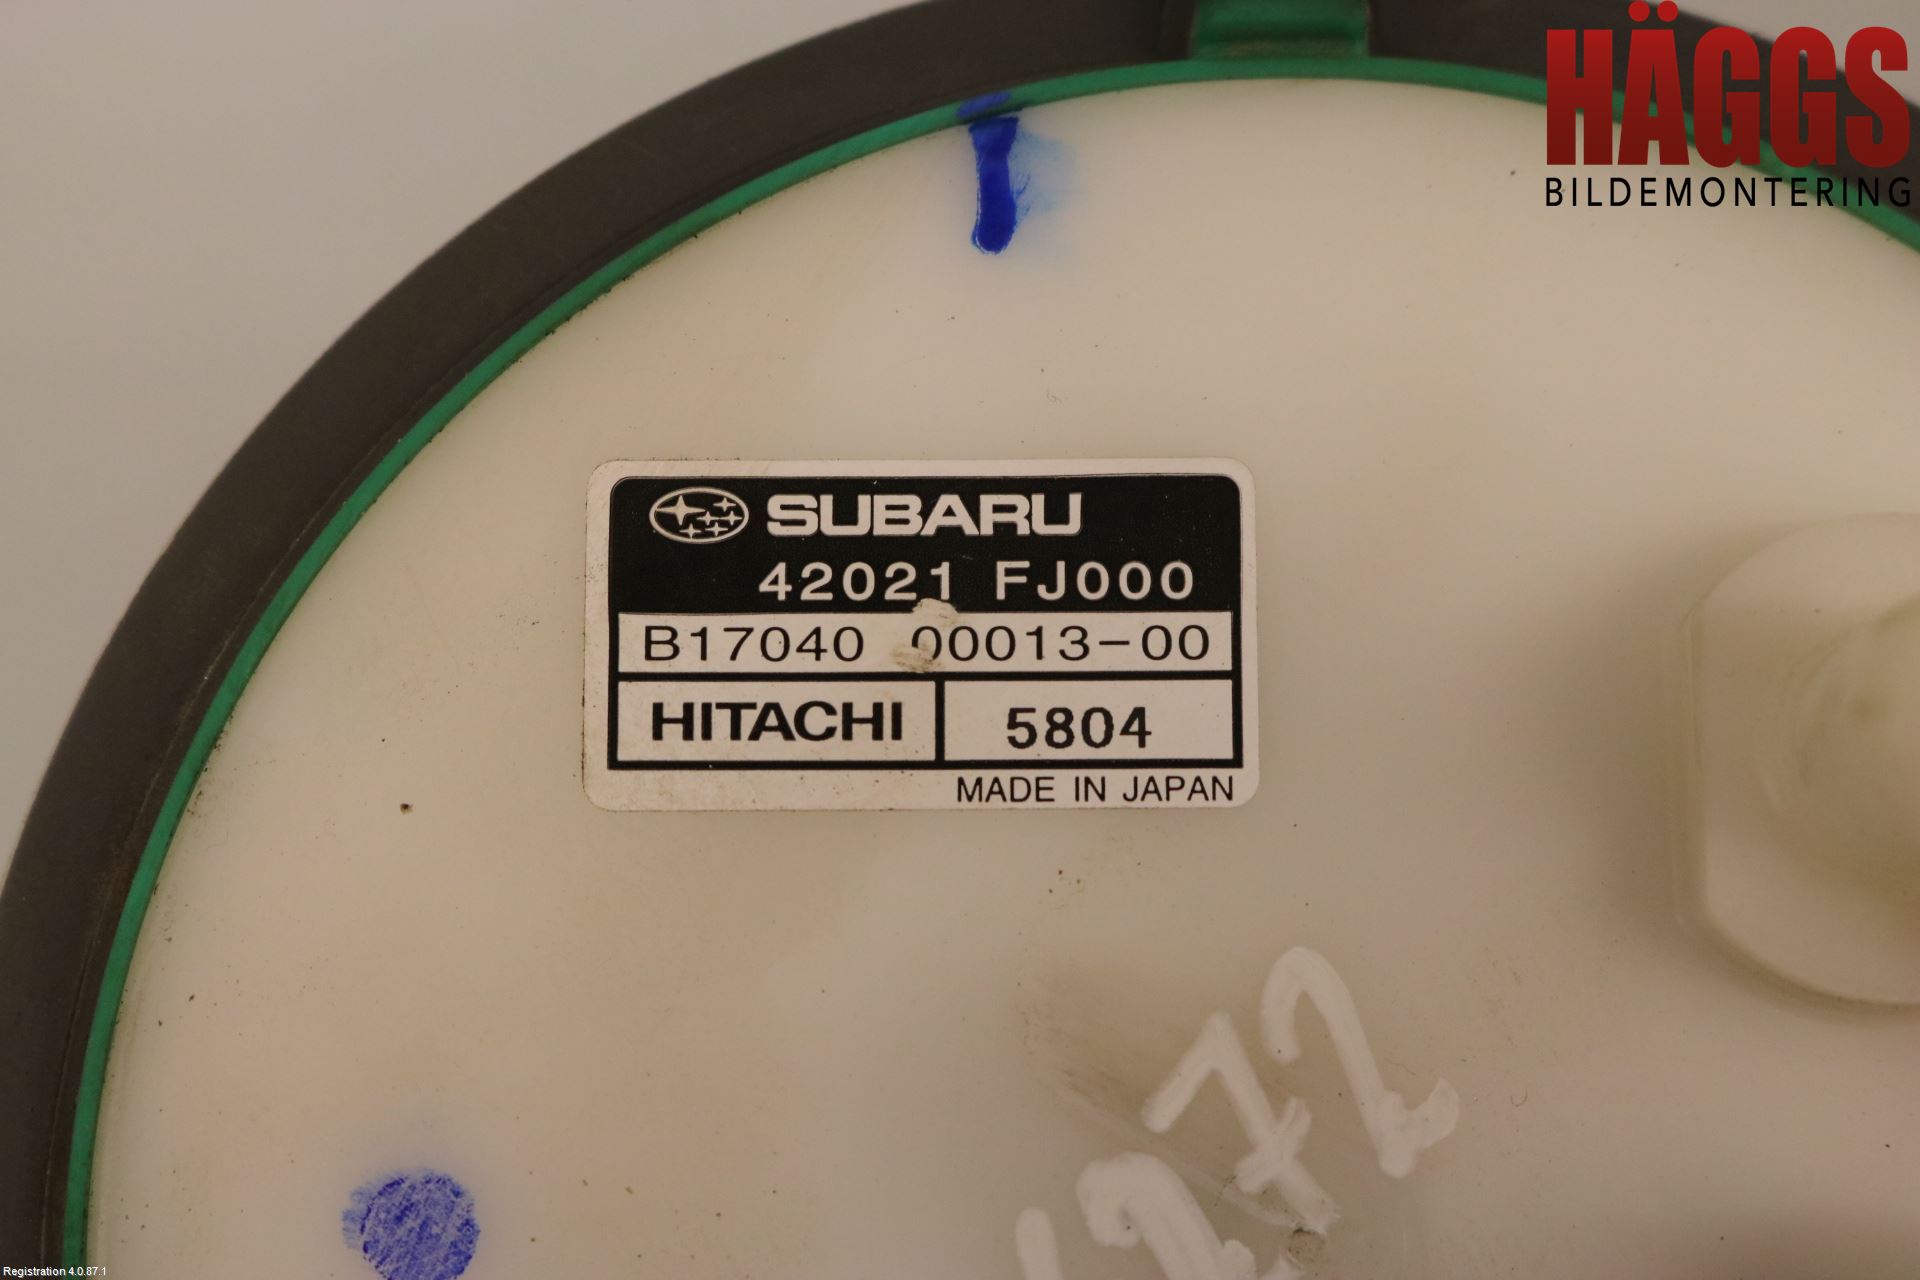 HÄGGS
BILDEMONTERING
SUBARU
42021 FJ000
B17040 00013-00
HITACHI 5804
MADE IN JAPAN
Registration 4.0.87.1